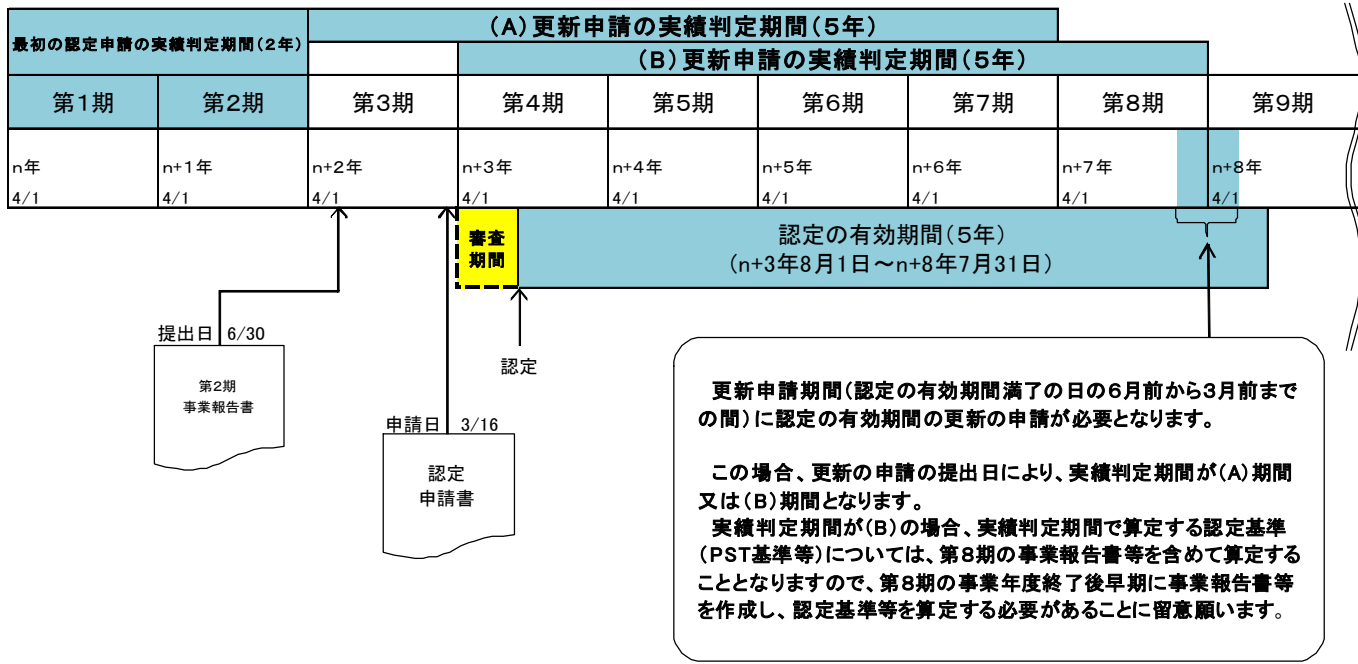 最初の認定申請の実績判定期間(2年)
(A)更新申請の実績判定期間(5年)
(B)更新申請の実績判定期間(5年)
第1期
第2期
第3期
第4期
第5期
第6期
第7期
第8期
第9期
n年
4/1
n+1年
4/1
n+2年
4/1
n+3年
4/1
n+4年
4/1
n+5年
4/1
n+6年
4/1
n+7年
4/1
n+8年
4/1
審査
期間
認定の有効期間(5年)
(n+3年8月1日～n+8年7月31日)
提出日 6/30
第2期
事業報告書
認定
申請日 3/16
認定
申請書
更新申請期間(認定の有効期間満了の日の6月前から3月前まで
の間)に認定の有効期間の更新の申請が必要となります。
この場合、更新の申請の提出日により、実績判定期間が(A)期間
又は(B)期間となります。
実績判定期間が(B)の場合、実績判定期間で算定する認定基準
(PST基準等)については、第8期の事業報告書等を含めて算定する
こととなりますので、第8期の事業年度終了後早期に事業報告書等
を作成し、認定基準等を算定する必要があることに留意願います。